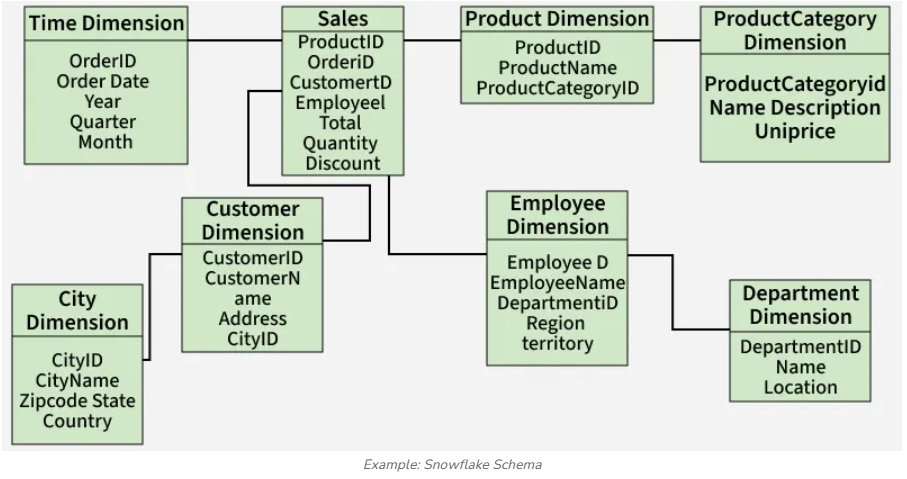 Time Dimension
OrderID
Order Date
Year
Quarter
Month
Sales
ProductID
OrderiD
CustomertD
Employeel
Total
Quantity
Discount
Product Dimension
ProductID
ProductName
ProductCategoryID
ProductCategory
Dimension
ProductCategoryid
Name Description
Uniprice
Customer
Dimension
CustomerID
CustomerN
ame
Address
CityID
Employee
Dimension
Employee D
EmployeeName
DepartmentiD
Region
territory
City
Dimension
CityID
CityName
Zipcode State
Country
Department
Dimension
DepartmentID
Name
Location
Example: Snowflake Schema